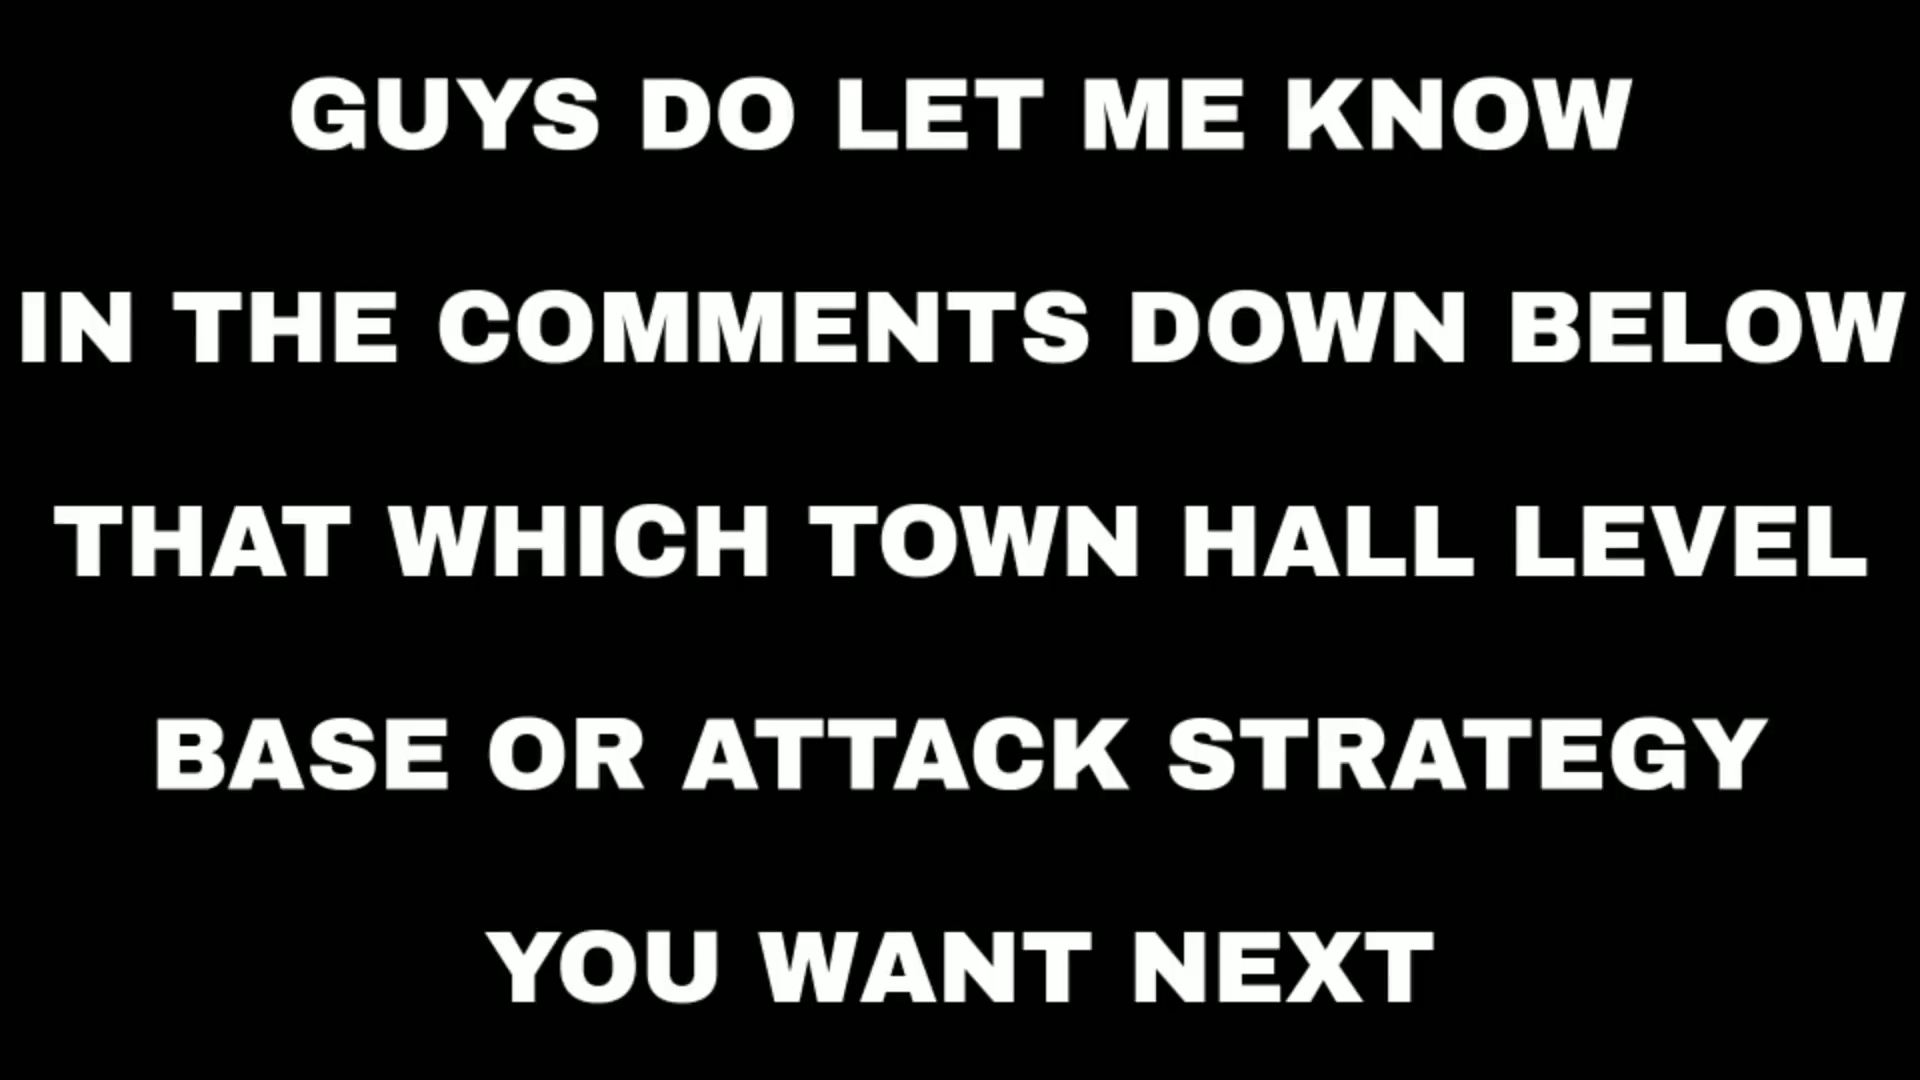 GUYS DO LET ME KNOW
IN THE COMMENTS DOWN BELOW
THAT WHICH TOWN HALL LEVEL
BASE OR ATTACK STRATEGY
YOU WANT NEXT